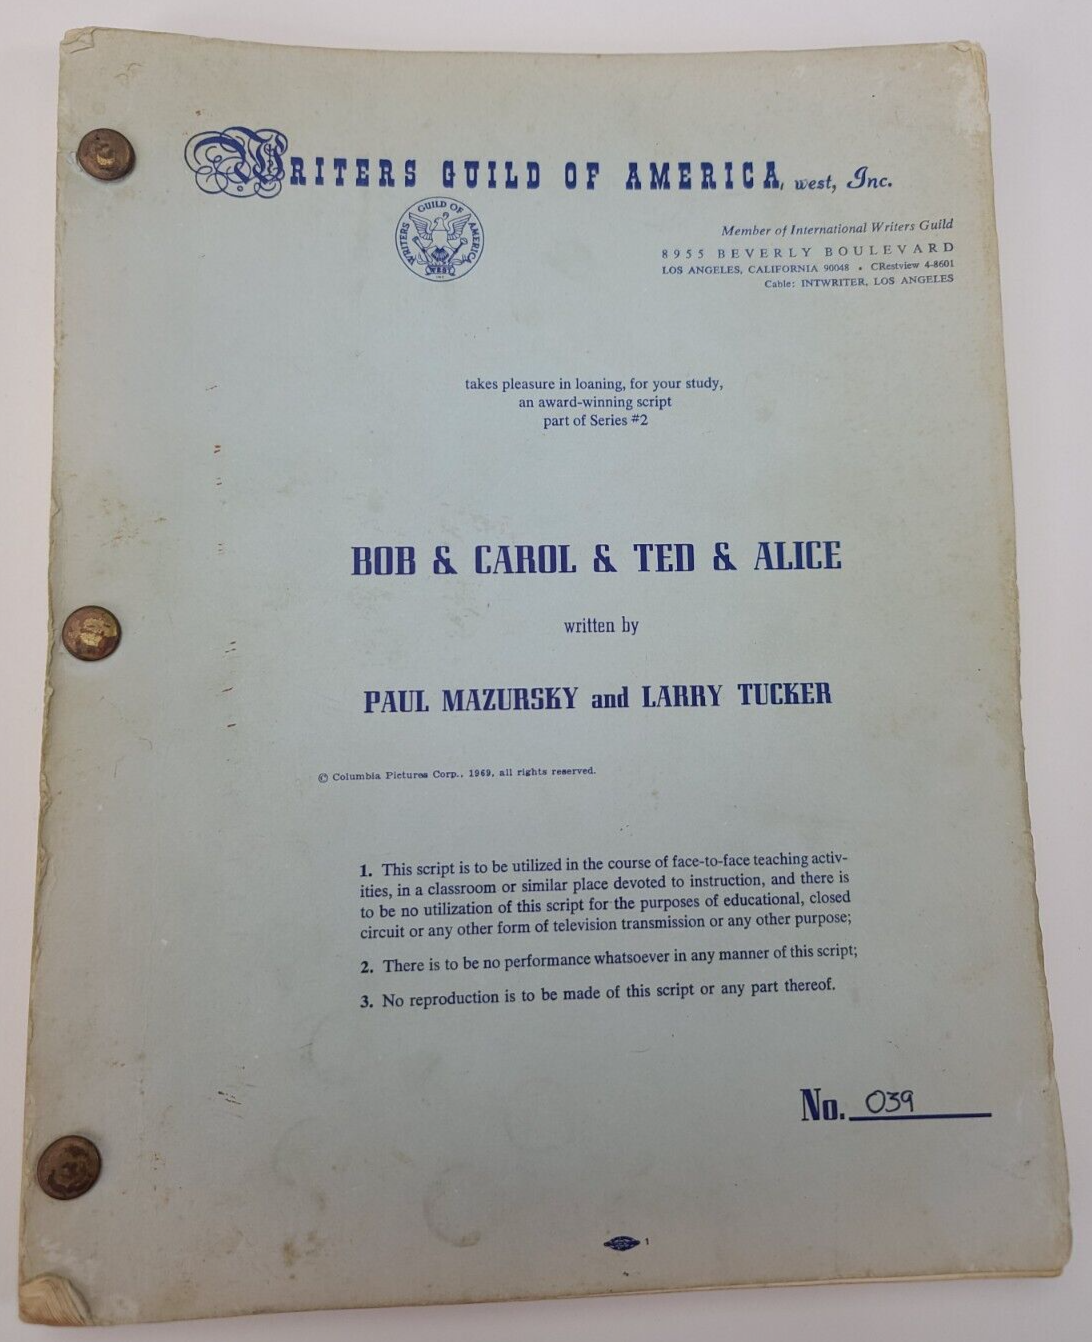 WRITERS GUILD OF AMERICA, west, Inc.
WRITERS GUILD OF AMERICA
WEST
INC
Member of International Writers Guild
8955 BEVERLY BOULEVARD
LOS ANGELES, CALIFORNIA 90048 • CRestview 4-8601
Cable: INTWRITER, LOS ANGELES
takes pleasure in loaning, for your study,
an award-winning script
part of Series #2
BOB & CAROL & TED & ALICE
written by
PAUL MAZURSKY and LARRY TUCKER
© Columbia Pictures Corp., 1969, all rights reserved.
1. This script is to be utilized in the course of face-to-face teaching activ-
ities, in a classroom or similar place devoted to instruction, and there is
to be no utilization of this script for the purposes of educational, closed
circuit or any other form of television transmission or any other purpose;
2. There is to be no performance whatsoever in any manner of this script;
3. No reproduction is to be made of this script or any part thereof.
No. 039
1